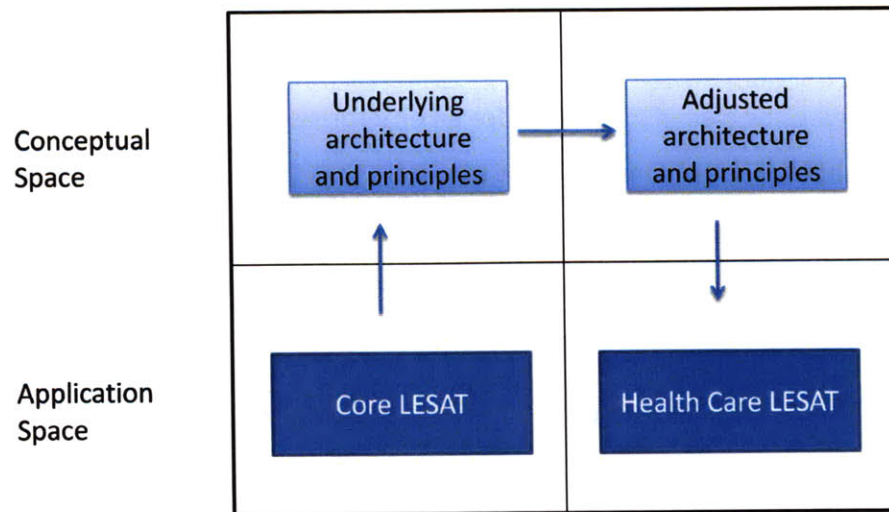 Conceptual
Space
Underlying
architecture
and principles
Adjusted
architecture
and principles
Application
Space
Core LESAT
Health Care LESAT